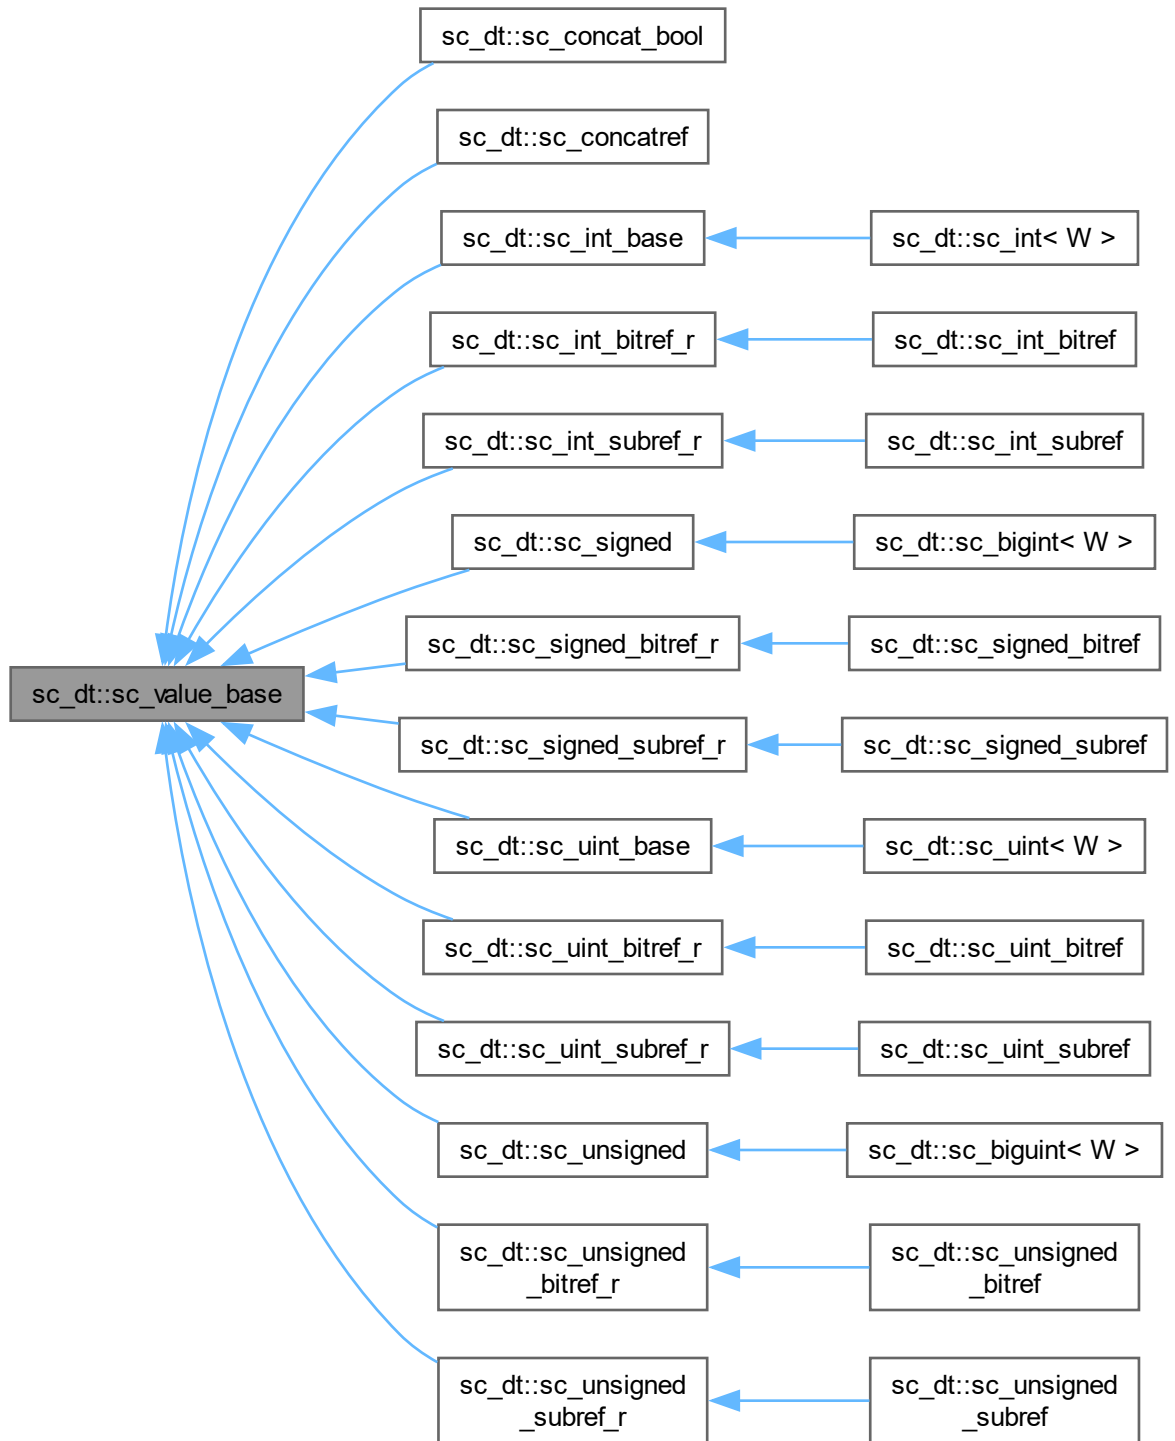 sc_dt::sc_concat_bool
sc_dt::sc_concatref
sc_dt::sc_int_base
sc_dt::sc_int< W >
sc_dt::sc_int_bitref_r
sc_dt::sc_int_bitref
sc_dt::sc_int_subref_r
sc_dt::sc_int_subref
sc_dt::sc_signed
sc_dt::sc_bigint< W >
sc_dt::sc_signed_bitref_r
sc_dt::sc_signed_bitref
sc_dt::sc_value_base
sc_dt::sc_signed_subref_r
sc_dt::sc_signed_subref
sc_dt::sc_uint_base
sc_dt::sc_uint< W >
sc_dt::sc_uint_bitref_r
sc_dt::sc_uint_bitref
sc_dt::sc_uint_subref_r
sc_dt::sc_uint_subref
sc_dt::sc_unsigned
sc_dt::sc_biguint< W >
sc_dt::sc_unsigned
_bitref_r
sc_dt::sc_unsigned
_bitref
sc_dt::sc_unsigned
_subref_r
sc_dt::sc_unsigned
_subref